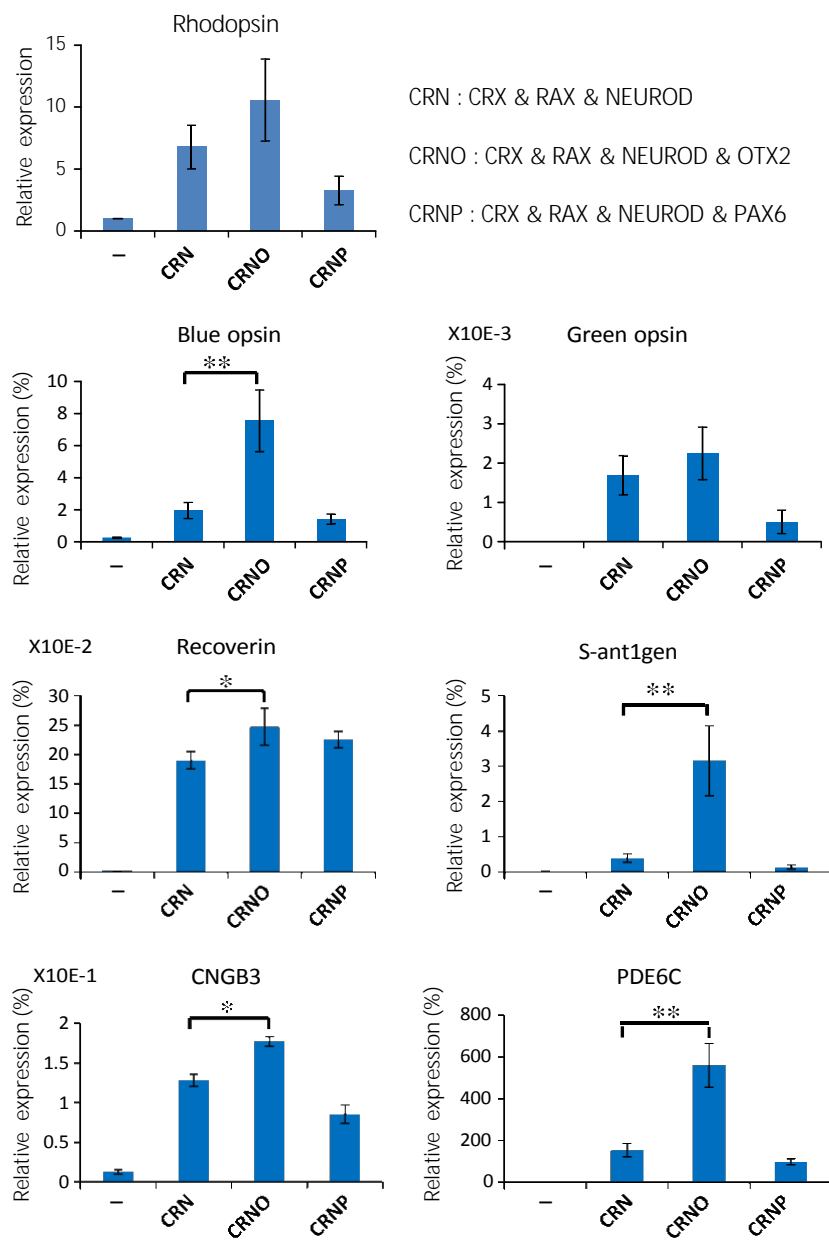 Rhodopsin
Relative expression
15
10
5
0
– CRN CRNO CRNP
CRN : CRX & RAX & NEUROD
CRNO : CRX & RAX & NEUROD & OTX2
CRNP : CRX & RAX & NEUROD & PAX6
Blue opsin
Relative expression (%)
10
8
6
4
2
0
**
– CRN CRNO CRNP
X10E-3 Green opsin
Relative expression (%)
4
3
2
1
0
– CRN CRNO CRNP
X10E-2 Recoverin
Relative expression (%)
30
25
20
15
10
5
0
*
– CRN CRNO CRNP
S-ant1gen
Relative expression (%)
5
4
3
2
1
0
**
– CRN CRNO CRNP
X10E-1 CNGB3
Relative expression (%)
2
1.5
1
0.5
0
*
– CRN CRNO CRNP
PDE6C
Relative expression (%)
800
600
400
200
0
**
– CRN CRNO CRNP